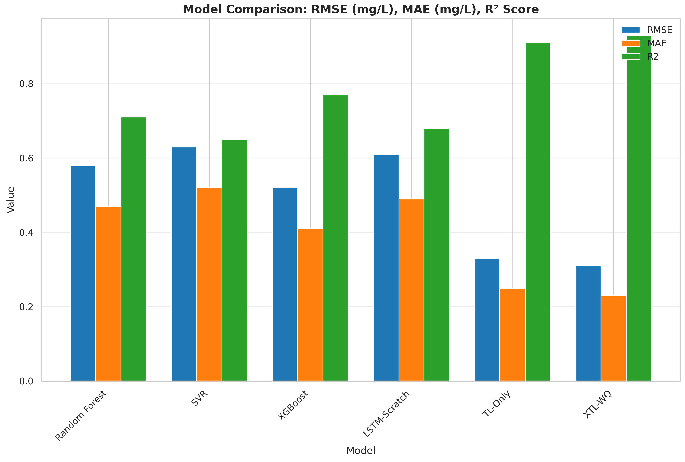 Model Comparison: RMSE (mg/L), MAE (mg/L), R² Score
RMSE
MAE
R2
Value
0.8
0.6
0.4
0.2
0.0
Random Forest
SVR
XGBoost
LSTM-Scratch
TL-Only
XTL-WQ
Model